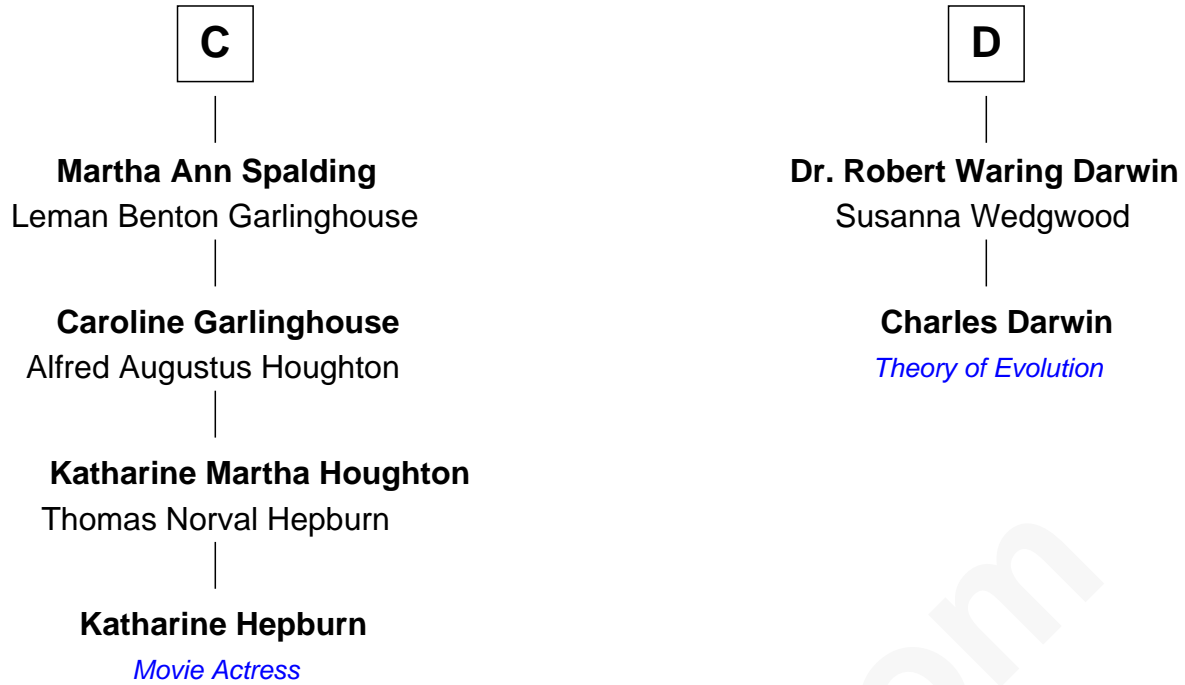 C
Martha Ann Spalding
Leman Benton Garlinghouse
Caroline Garlinghouse
Alfred Augustus Houghton
Katharine Martha Houghton
Thomas Norval Hepburn
Katharine Hepburn
Movie Actress
D
Dr. Robert Waring Darwin
Susanna Wedgwood
Charles Darwin
Theory of Evolution
om